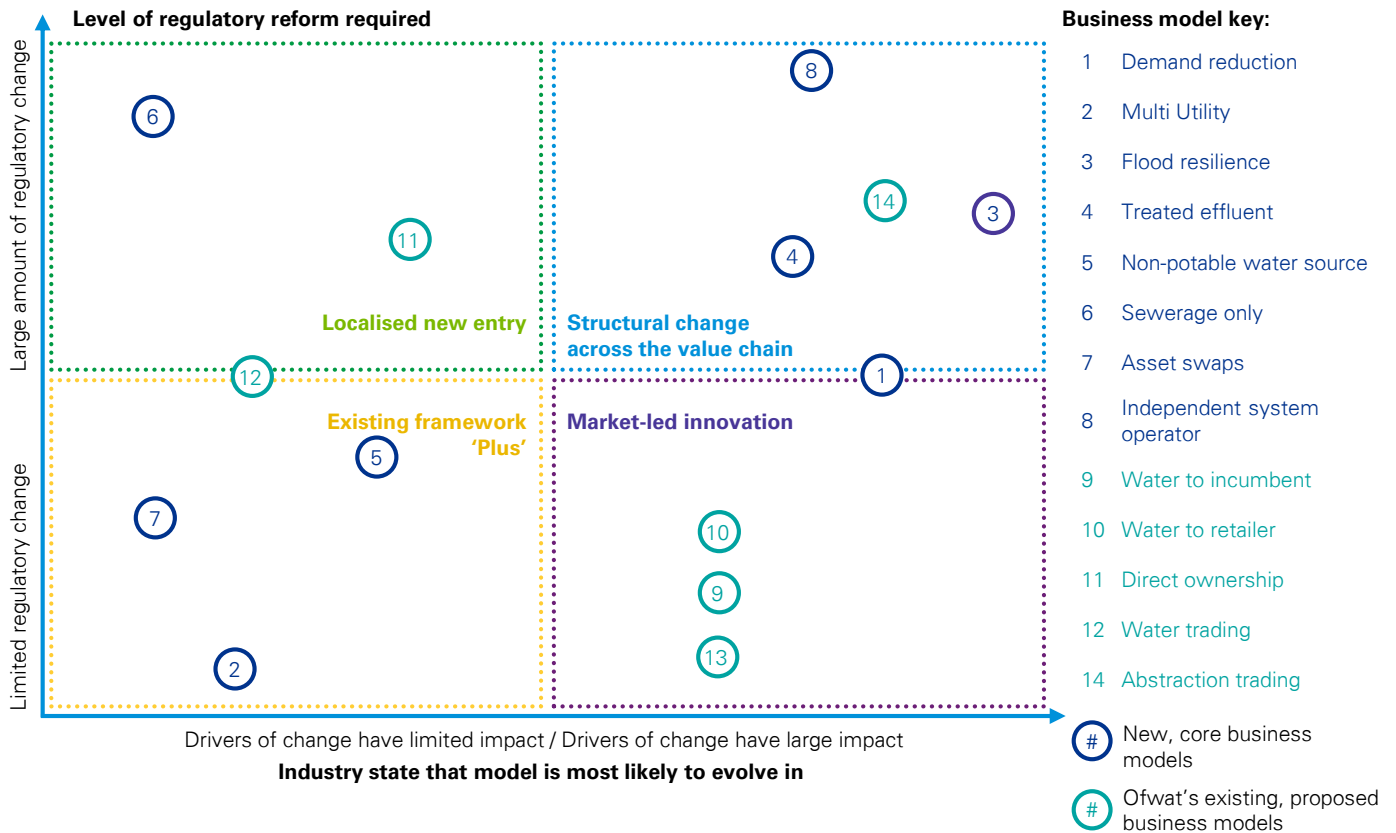 Level of regulatory reform required
Large amount of regulatory change
Limited regulatory change
8
6
14
3
11
4
Localised new entry
Structural change
across the value chain
12
1
Existing framework
‘Plus’
Market-led innovation
5
7
10
9
13
2
Drivers of change have limited impact / Drivers of change have large impact
Industry state that model is most likely to evolve in
Business model key:
1 Demand reduction
2 Multi Utility
3 Flood resilience
4 Treated effluent
5 Non-potable water source
6 Sewerage only
7 Asset swaps
8 Independent system
operator
9 Water to incumbent
10 Water to retailer
11 Direct ownership
12 Water trading
14 Abstraction trading
# New, core business
models
# Ofwat’s existing, proposed
business models